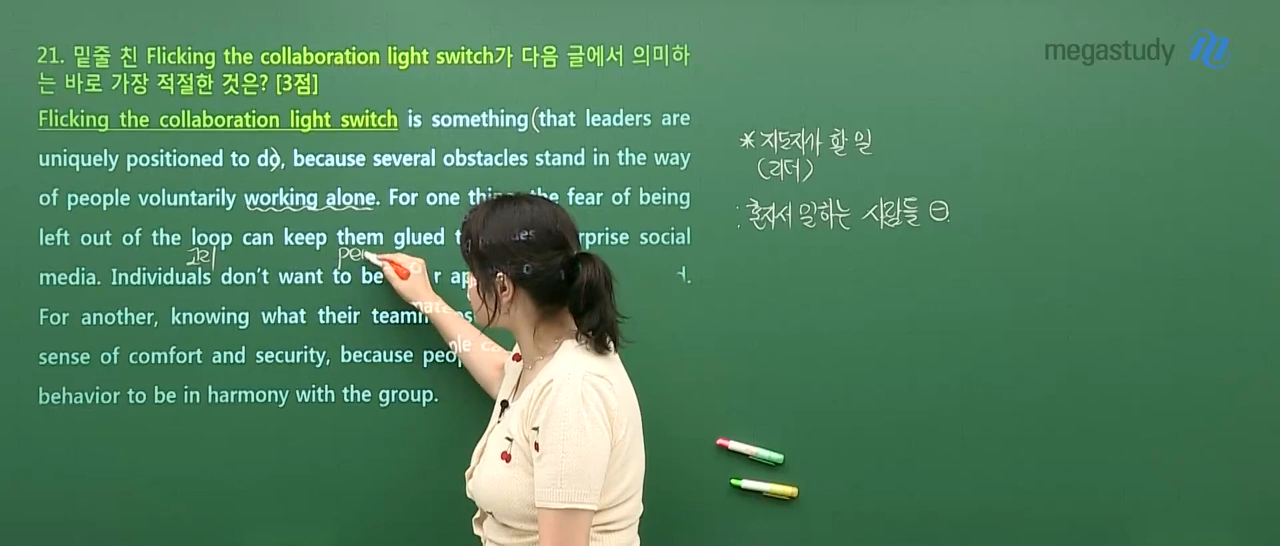 21. 밑줄 친 Flicking the collaboration light switch가 다음 글에서 의미하
는 바로 가장 적절한 것은? [3점]
Flicking the collaboration light switch is something (that leaders are
uniquely positioned to do), because several obstacles stand in the way
of people voluntarily working alone. For one the fear of being
left out of the loop can keep them glued social
고리
media. Individuals don't want to be
For another, knowing what their
sense of comfort and security, because
behavior to be in harmony with the group.
megastudy
* 지도자가 할 일
(리더)
: 혼자서 일하는 사람들 ⊖.